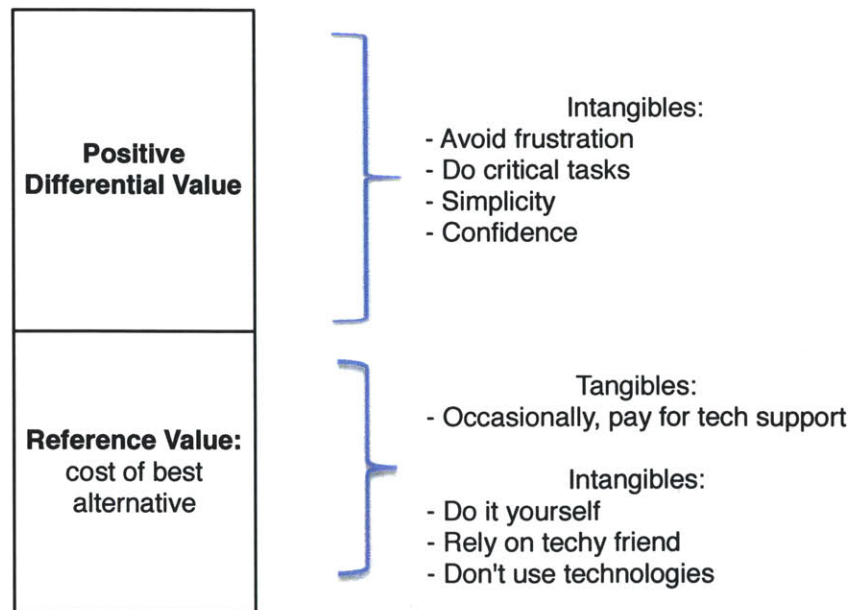 Positive
Differential Value
Intangibles:
- Avoid frustration
- Do critical tasks
- Simplicity
- Confidence
Reference Value:
cost of best
alternative
Tangibles:
- Occasionally, pay for tech support
Intangibles:
- Do it yourself
- Rely on techy friend
- Don't use technologies